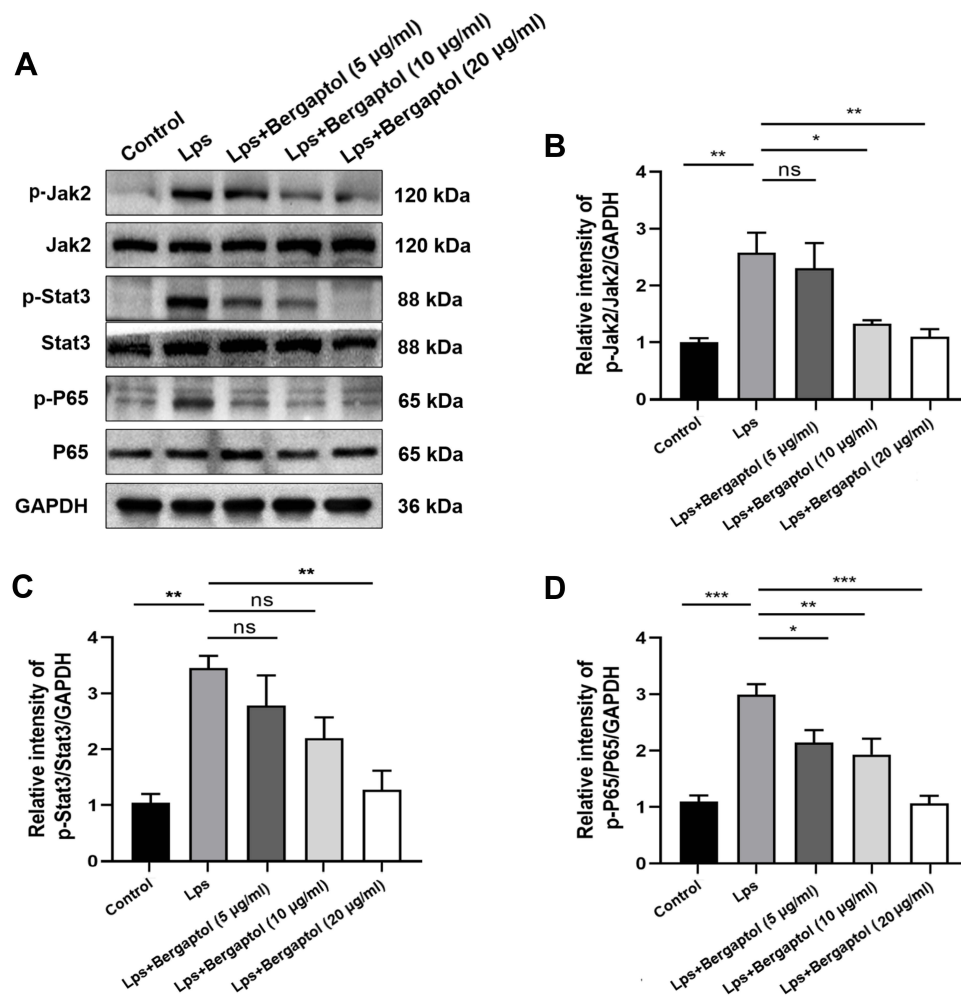 A
Control
Lps
Lps+Bergaptol (5 µg/ml)
Lps+Bergaptol (10 µg/ml)
Lps+Bergaptol (20 µg/ml)
p-Jak2 120 kDa
Jak2 120 kDa
p-Stat3 88 kDa
Stat3 88 kDa
p-P65 65 kDa
P65 65 kDa
GAPDH 36 kDa
B
**
*
** ns
Relative intensity of
p-Jak2/Jak2/GAPDH
4
3
2
1
0
Control
Lps
Lps+Bergaptol (5 µg/ml)
Lps+Bergaptol (10 µg/ml)
Lps+Bergaptol (20 µg/ml)
C
**
** ns
ns
Relative intensity of
p-Stat3/Stat3/GAPDH
4
3
2
1
0
Control
Lps
Lps+Bergaptol (5 µg/ml)
Lps+Bergaptol (10 µg/ml)
Lps+Bergaptol (20 µg/ml)
D
***
*** **
*
Relative intensity of
p-P65/P65/GAPDH
4
3
2
1
0
Control
Lps
Lps+Bergaptol (5 µg/ml)
Lps+Bergaptol (10 µg/ml)
Lps+Bergaptol (20 µg/ml)